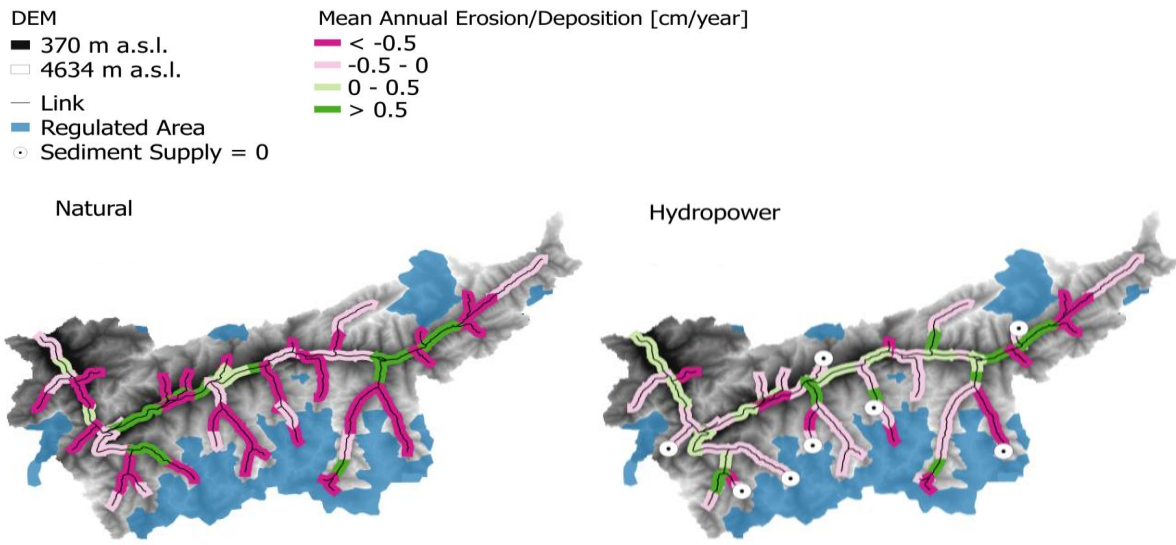 DEM
370 m a.s.l.
4634 m a.s.l.
Link
Regulated Area
Sediment Supply = 0
Mean Annual Erosion/Deposition [cm/year]
< -0.5
-0.5 - 0
0 - 0.5
> 0.5
Natural
Hydropower